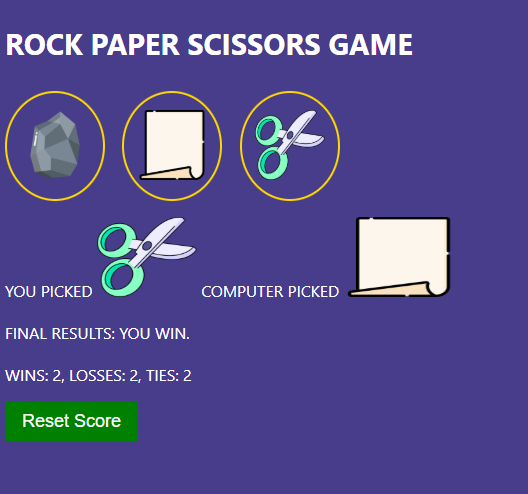 ROCK PAPER SCISSORS GAME
YOU PICKED COMPUTER PICKED
FINAL RESULTS: YOU WIN.
WINS: 2, LOSSES: 2, TIES: 2
Reset Score